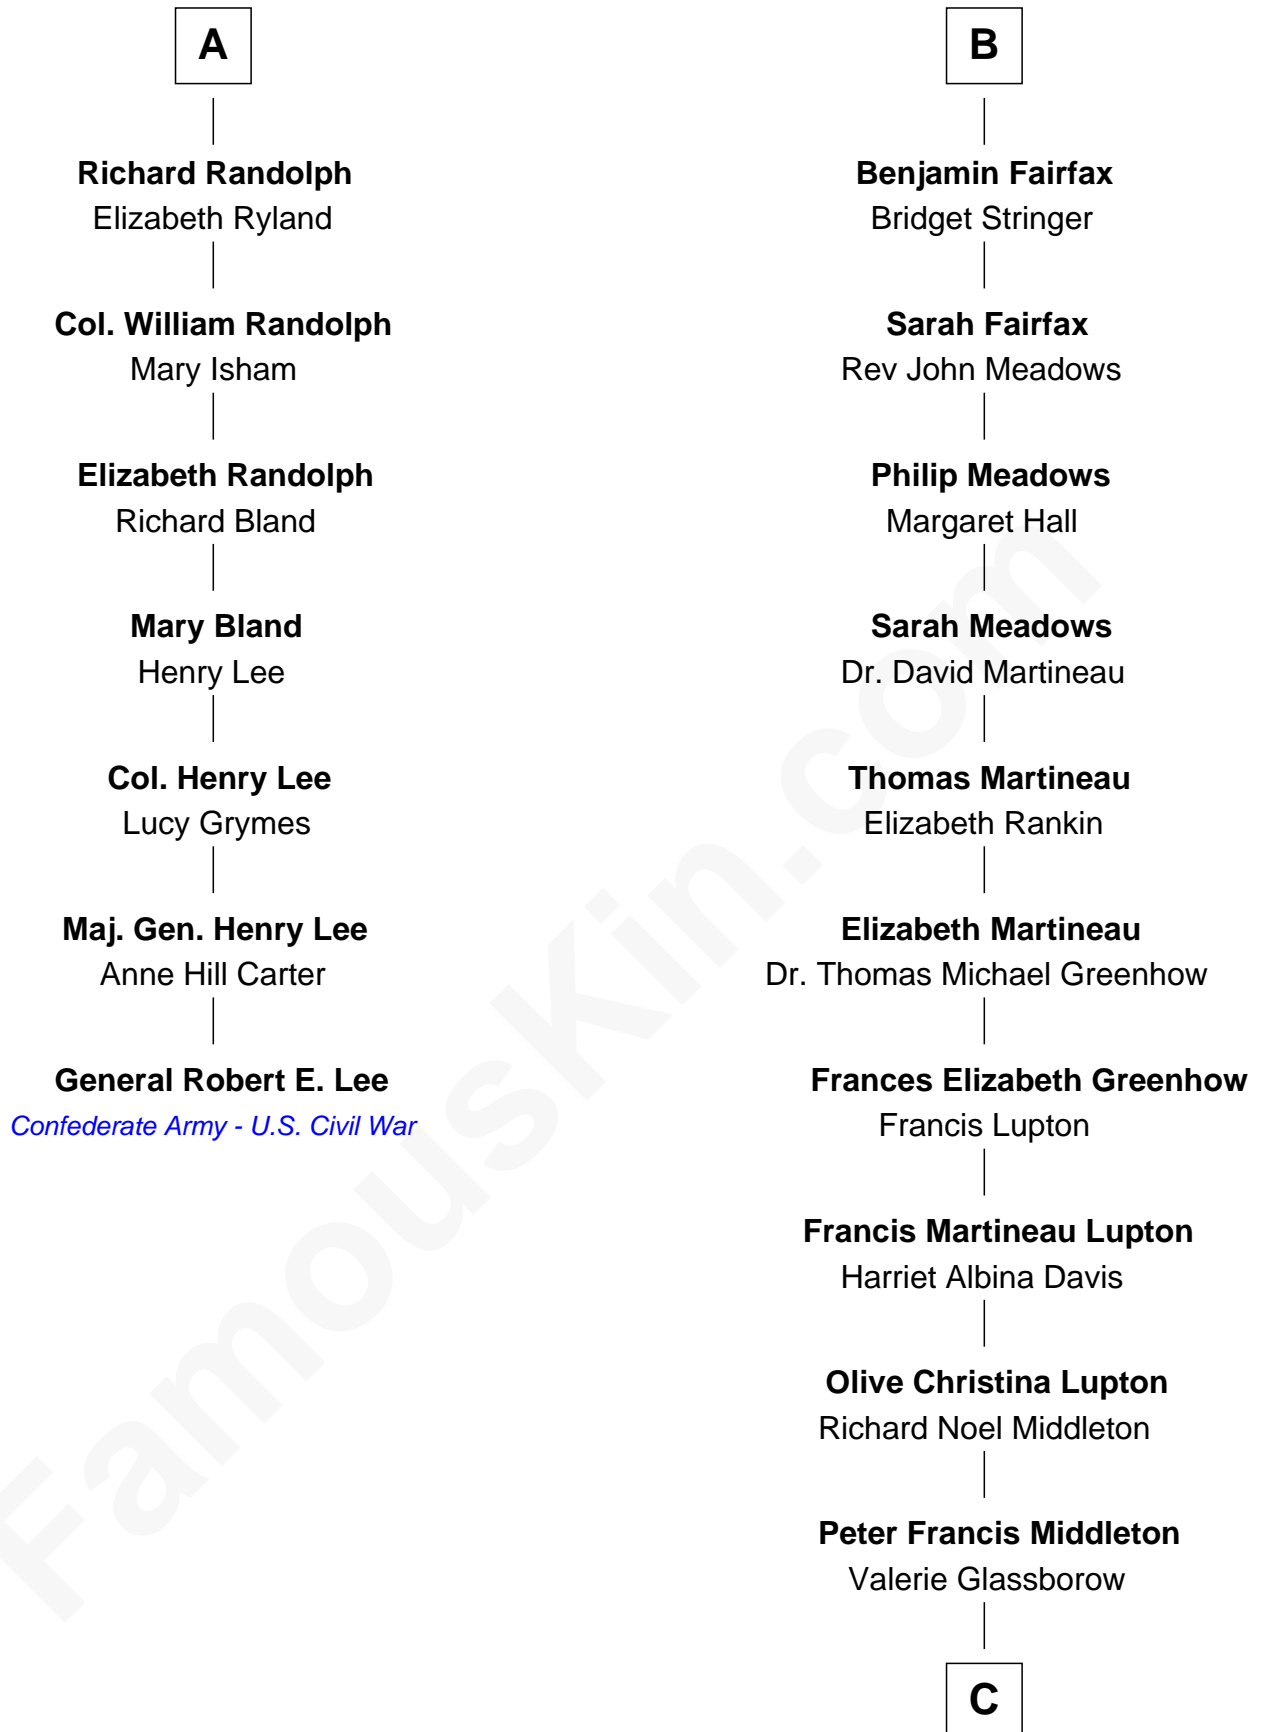 A
Richard Randolph
Elizabeth Ryland
Col. William Randolph
Mary Isham
Elizabeth Randolph
Richard Bland
Mary Bland
Henry Lee
Col. Henry Lee
Lucy Grymes
Maj. Gen. Henry Lee
Anne Hill Carter
General Robert E. Lee
Confederate Army - U.S. Civil War
B
Benjamin Fairfax
Bridget Stringer
Sarah Fairfax
Rev John Meadows
Philip Meadows
Margaret Hall
Sarah Meadows
Dr. David Martineau
Thomas Martineau
Elizabeth Rankin
Elizabeth Martineau
Dr. Thomas Michael Greenhow
Frances Elizabeth Greenhow
Francis Lupton
Francis Martineau Lupton
Harriet Albina Davis
Olive Christina Lupton
Richard Noel Middleton
Peter Francis Middleton
Valerie Glassborow
C
FamousKin.com